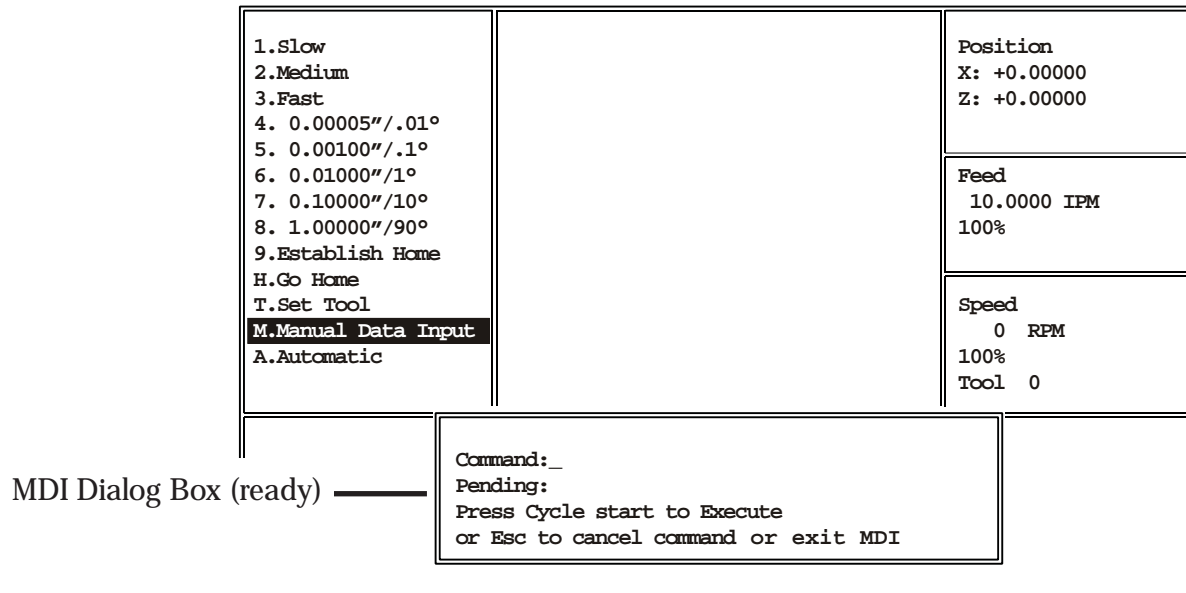 1.Slow
2.Medium
3.Fast
4. 0.00005″/.01°
5. 0.00100″/.1°
6. 0.01000″/1°
7. 0.10000″/10°
8. 1.00000″/90°
9.Establish Home
H.Go Home
T.Set Tool
M.Manual Data Input
A.Automatic
Position
X: +0.00000
Z: +0.00000
Feed
10.0000 IPM
100%
Speed
0 RPM
100%
Tool 0
MDI Dialog Box (ready)
Command:_
Pending:
Press Cycle start to Execute
or Esc to cancel command or exit MDI